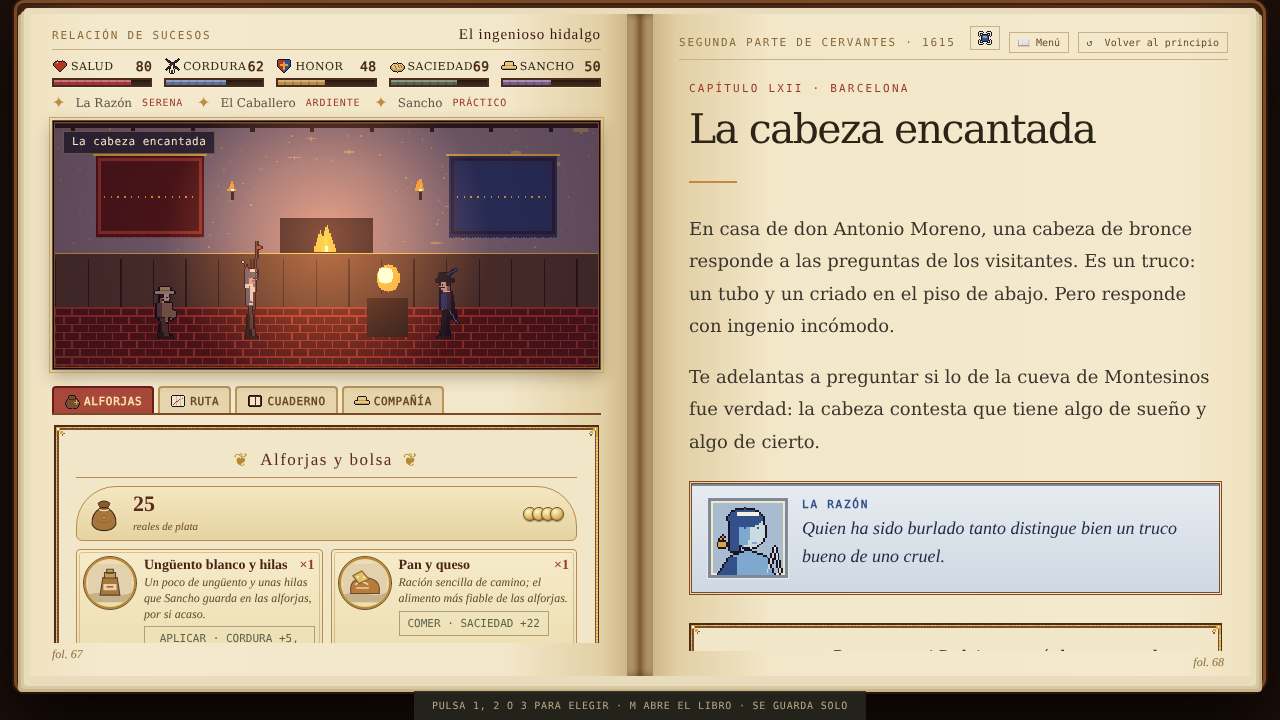 RELACIÓN DE SUCESOS
El ingenioso hidalgo
SALUD 80
CORDURA 62
HONOR 48
SACIEDAD 69
SANCHO 50
La Razón SERENA
El Caballero ARDIENTE
Sancho PRÁCTICO
La cabeza encantada
ALFORJAS
RUTA
CUADERNO
COMPAÑÍA
Alforjas y bolsa
25
reales de plata
Ungüento blanco y hilas ×1
Un poco de ungüento y unas hilas
que Sancho guarda en las alforjas,
por si acaso.
APLICAR · CORDURA +5,
Pan y queso ×1
Ración sencilla de camino; el
alimento más fiable de las alforjas.
COMER · SACIEDAD +22
fol. 67
SEGUNDA PARTE DE CERVANTES · 1615
Menú
↺ Volver al principio
CAPÍTULO LXII · BARCELONA
La cabeza encantada
En casa de don Antonio Moreno, una cabeza de bronce
responde a las preguntas de los visitantes. Es un truco:
un tubo y un criado en el piso de abajo. Pero responde
con ingenio incómodo.
Te adelantas a preguntar si lo de la cueva de Montesinos
fue verdad: la cabeza contesta que tiene algo de sueño y
algo de cierto.
LA RAZÓN
Quien ha sido burlado tanto distingue bien un truco
bueno de uno cruel.
fol. 68
PULSA 1, 2 O 3 PARA ELEGIR · M ABRE EL LIBRO · SE GUARDA SOLO